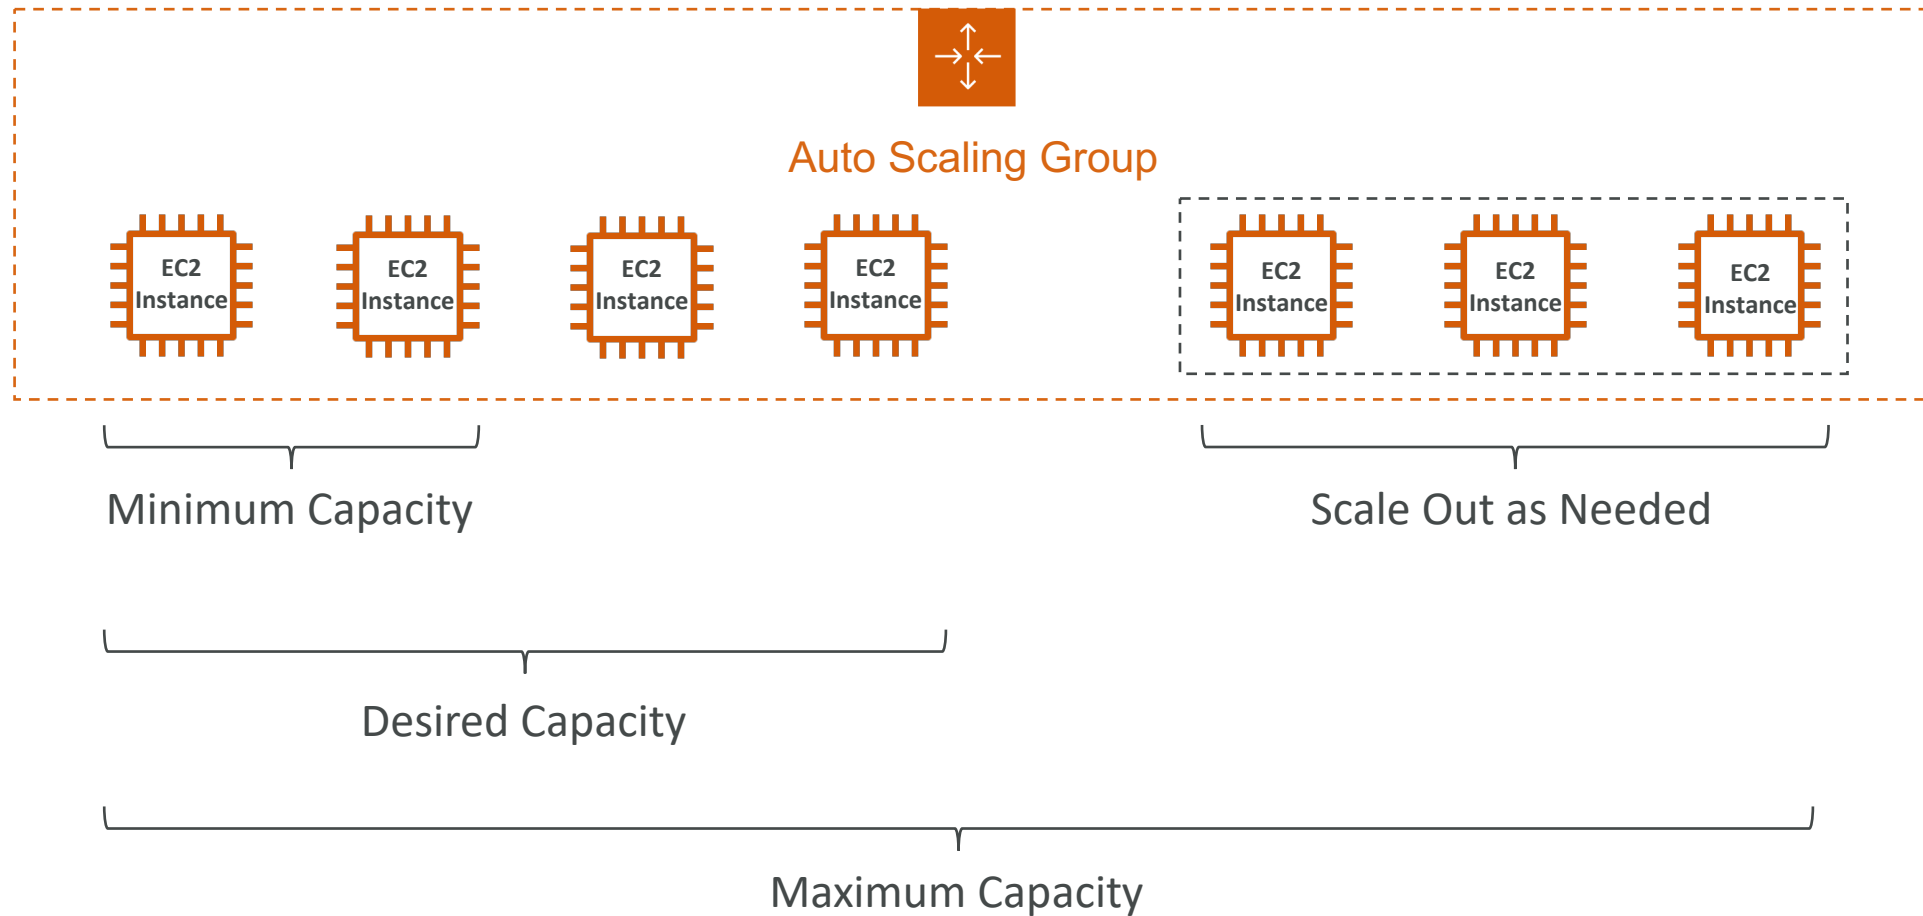 Auto Scaling Group
EC2
Instance
EC2
Instance
EC2
Instance
EC2
Instance
EC2
Instance
EC2
Instance
EC2
Instance
Minimum Capacity
Scale Out as Needed
Desired Capacity
Maximum Capacity